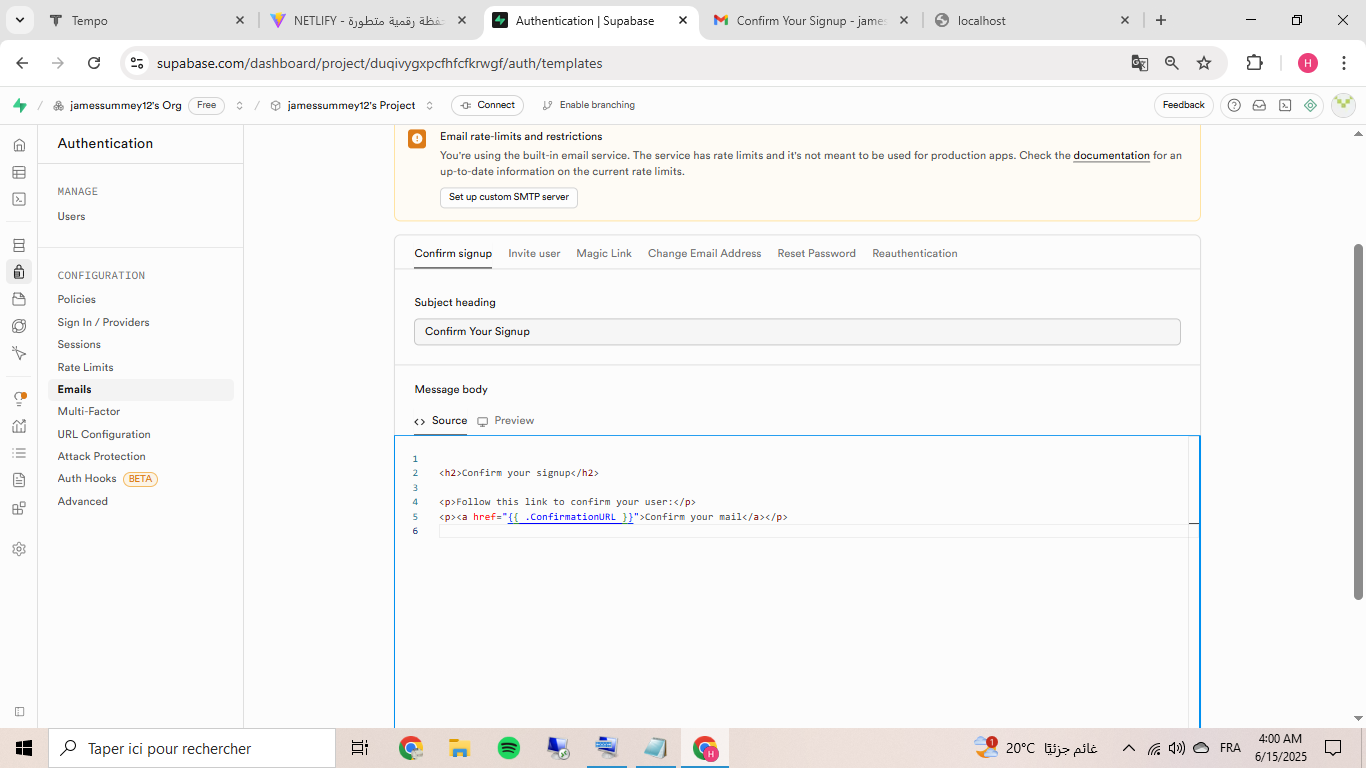 Tempo
NETLIFY - حفظة رقمية متطورة
Authentication | Supabase
Confirm Your Signup - james
localhost
supabase.com/dashboard/project/duqivygxpcfhfcfkrwgf/auth/templates
H
/ jamessummey12's Org Free / jamessummey12's Project Connect Enable branching
Feedback
Authentication
MANAGE
Users
CONFIGURATION
Policies
Sign In / Providers
Sessions
Rate Limits
Emails
Multi-Factor
URL Configuration
Attack Protection
Auth Hooks BETA
Advanced
Email rate-limits and restrictions
You're using the built-in email service. The service has rate limits and it's not meant to be used for production apps. Check the documentation for an
up-to-date information on the current rate limits.
Set up custom SMTP server
Confirm signup Invite user Magic Link Change Email Address Reset Password Reauthentication
Subject heading
Confirm Your Signup
Message body
Source Preview
1
2 <h2>Confirm your signup</h2>
3
4 <p>Follow this link to confirm your user:</p>
5 <p><a href="{{ .ConfirmationURL }}">Confirm your mail</a></p>
6
Taper ici pour rechercher
H
1
20°C غائم جزئيًا
FRA
4:00 AM
6/15/2025